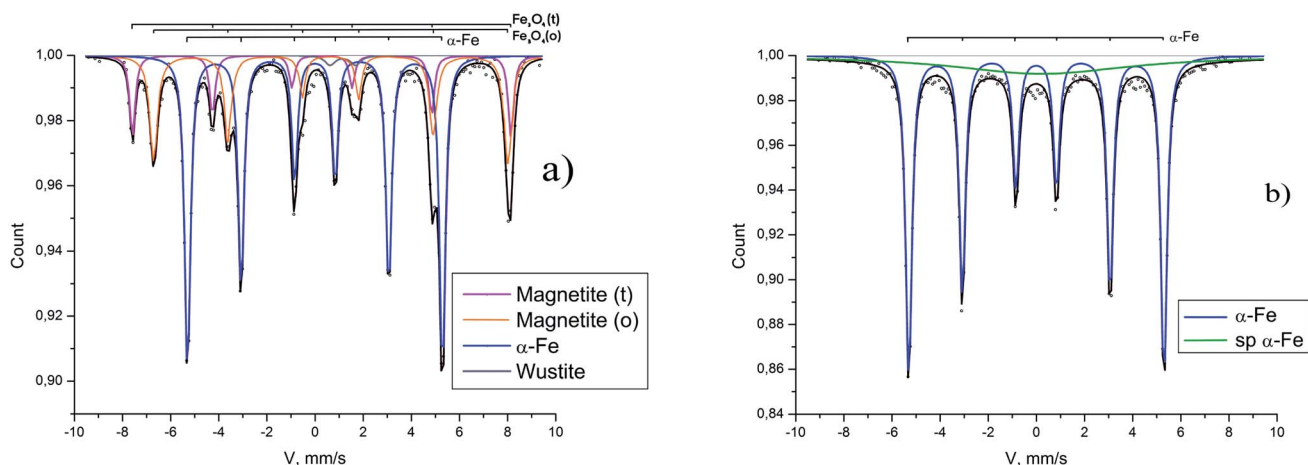 Fe₃O₄(t)
Fe₃O₄(o)
α-Fe
1,00
0,98
0,96
0,94
0,92
0,90
Count
a)
Magnetite (t)
Magnetite (o)
α-Fe
Wustite
-10 -8 -6 -4 -2 0 2 4 6 8 10
V, mm/s
α-Fe
1,00
0,98
0,96
0,94
0,92
0,90
0,88
0,86
0,84
Count
b)
α-Fe
sp α-Fe
-10 -8 -6 -4 -2 0 2 4 6 8 10
V, mm/s